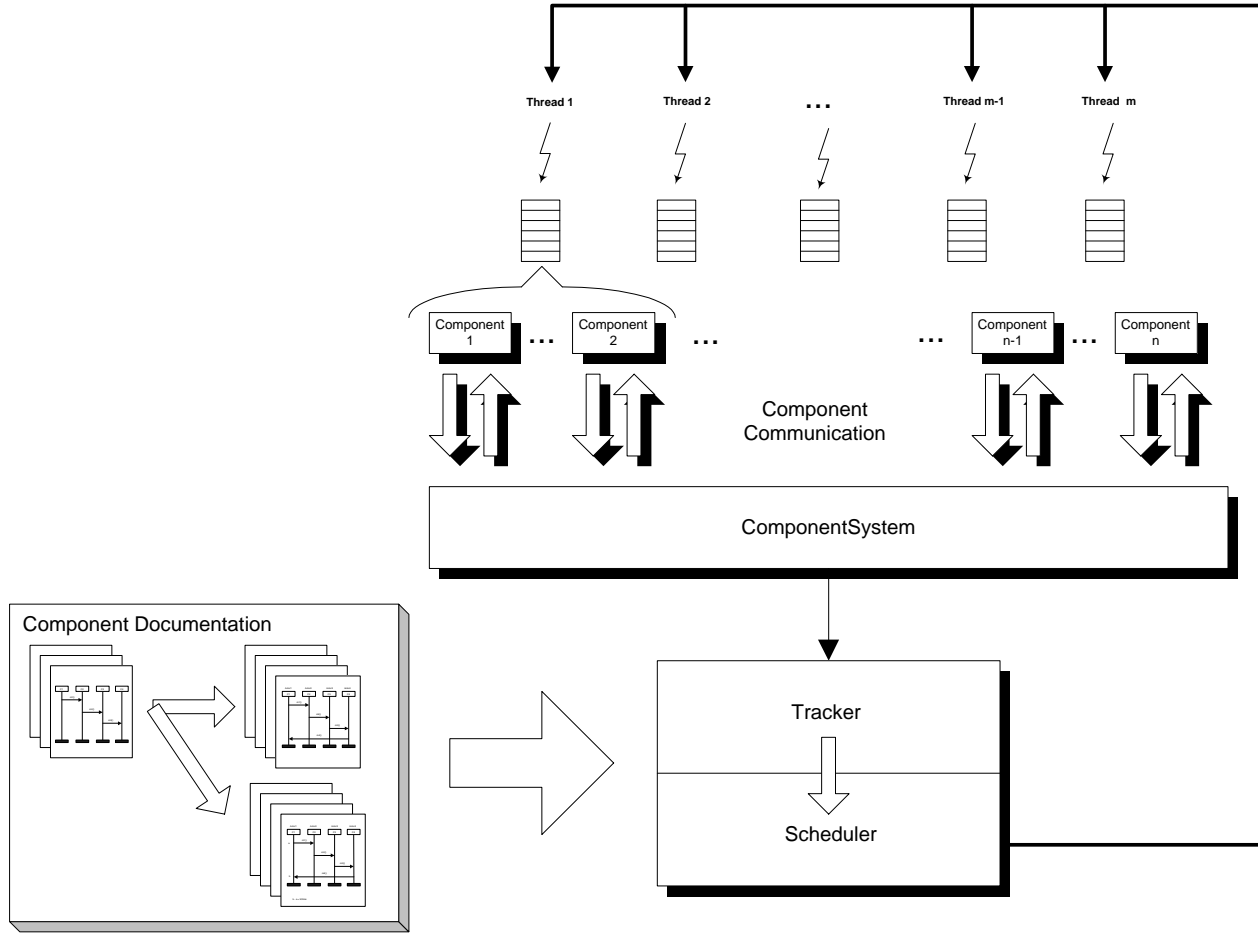 Thread 1
Thread 2
...
Thread m-1
Thread m
Component
1
...
Component
2
...
...
Component
n-1
...
Component
n
Component
Communication
ComponentSystem
Component Documentation
Tracker
Scheduler